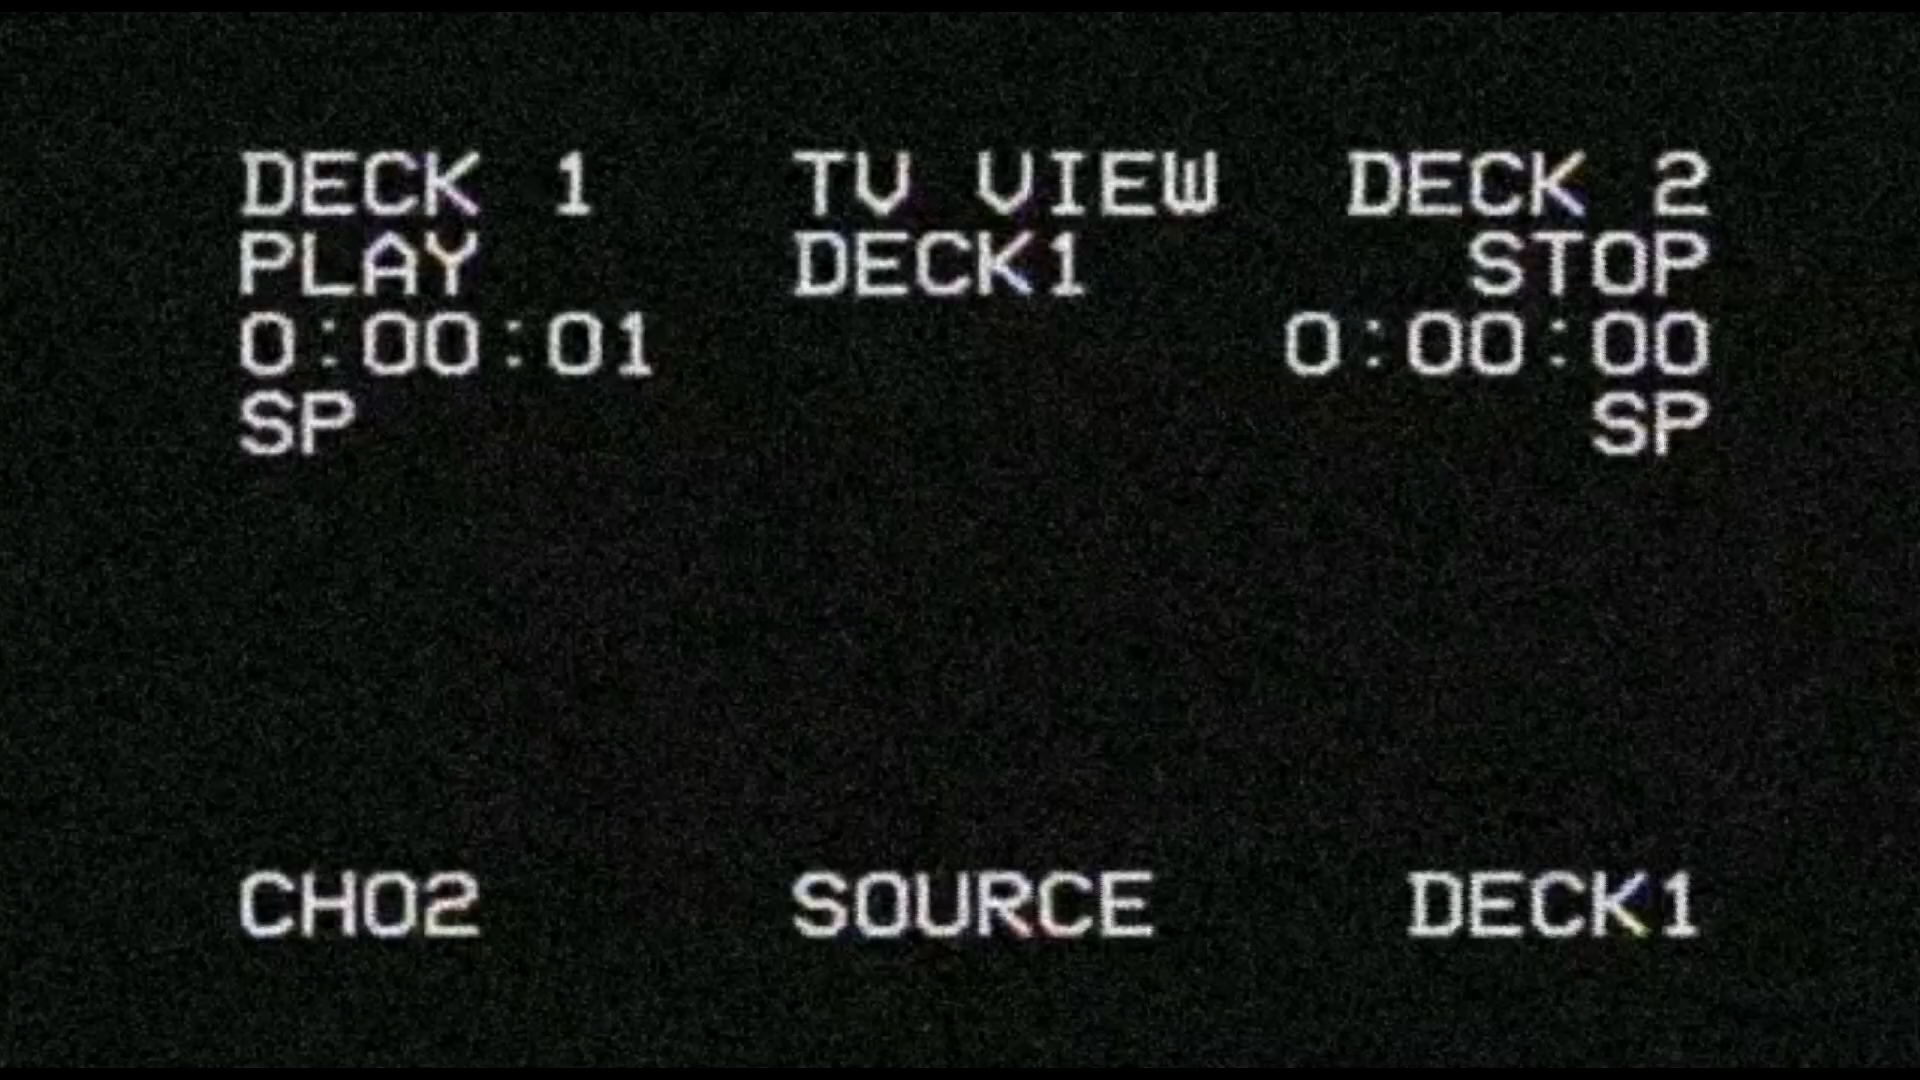 DECK 1 TV VIEW DECK 2
PLAY DECK1 STOP
0:00:01 0:00:00
SP SP
CH02 SOURCE DECK1